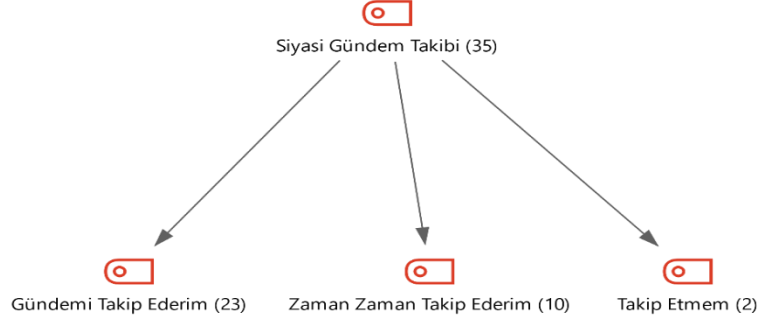 Siyasi Gündem Takibi (35)
Gündemi Takip Ederim (23)
Zaman Zaman Takip Ederim (10)
Takip Etmem (2)